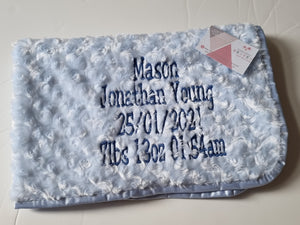 Mason
Jonathan Young
25/01/2021
7lbs 13oz 01:54am